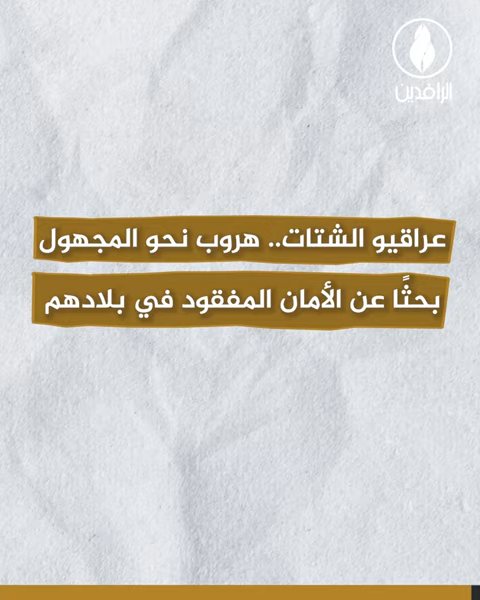 الرافدين
عراقيو الشتات.. هروب نحو المجهول
بحثًا عن الأمان المفقود في بلادهم